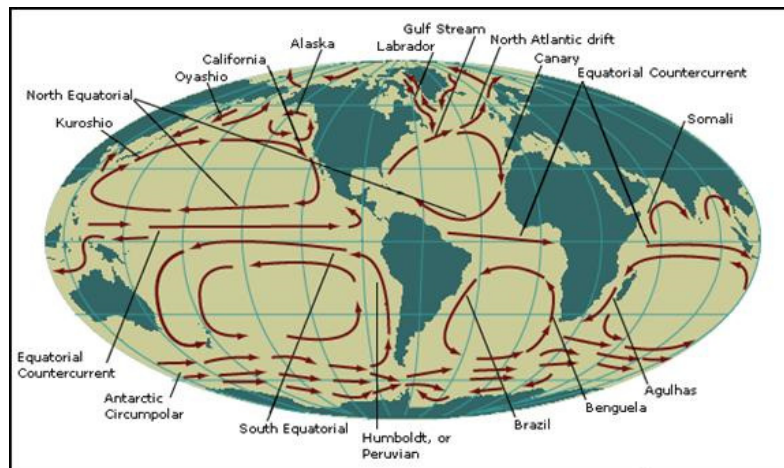 Alaska
Gulf Stream
California
Labrador
North Atlantic drift
Oyashio
Canary
North Equatorial
Equatorial Countercurrent
Kuroshio
Somali
Equatorial
Countercurrent
Antarctic
Circumpolar
South Equatorial
Humboldt, or
Peruvian
Brazil
Benguela
Agulhas